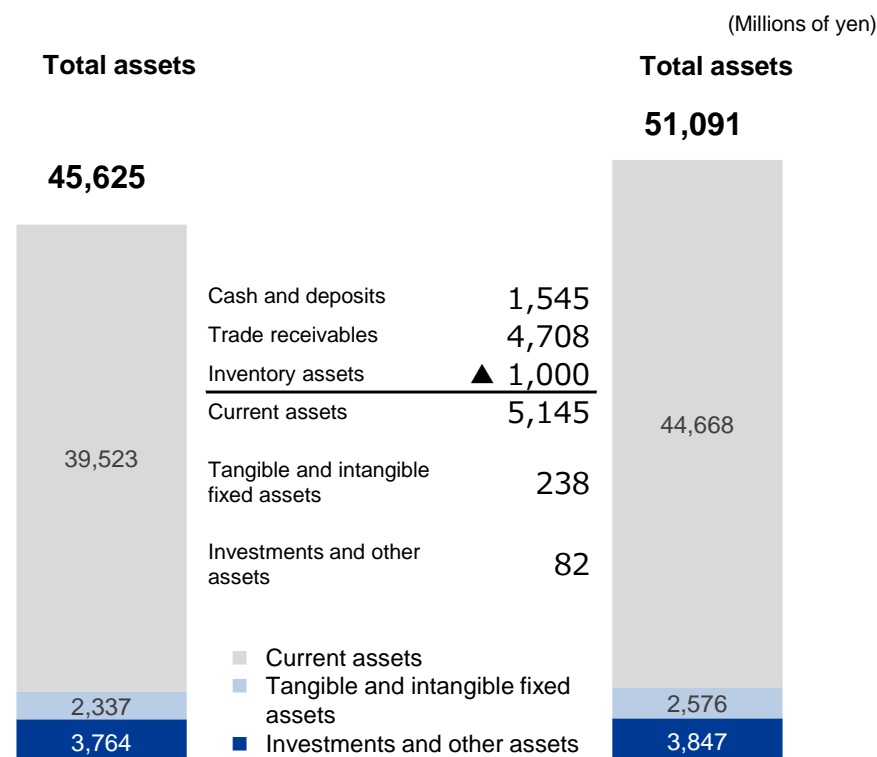 (Millions of yen)
Total assets
45,625
39,523
2,337
3,764
Cash and deposits 1,545
Trade receivables 4,708
Inventory assets ▲ 1,000
Current assets 5,145
Tangible and intangible
fixed assets 238
Investments and other
assets 82
■ Current assets
■ Tangible and intangible fixed
assets
■ Investments and other assets
Total assets
51,091
44,668
2,576
3,847